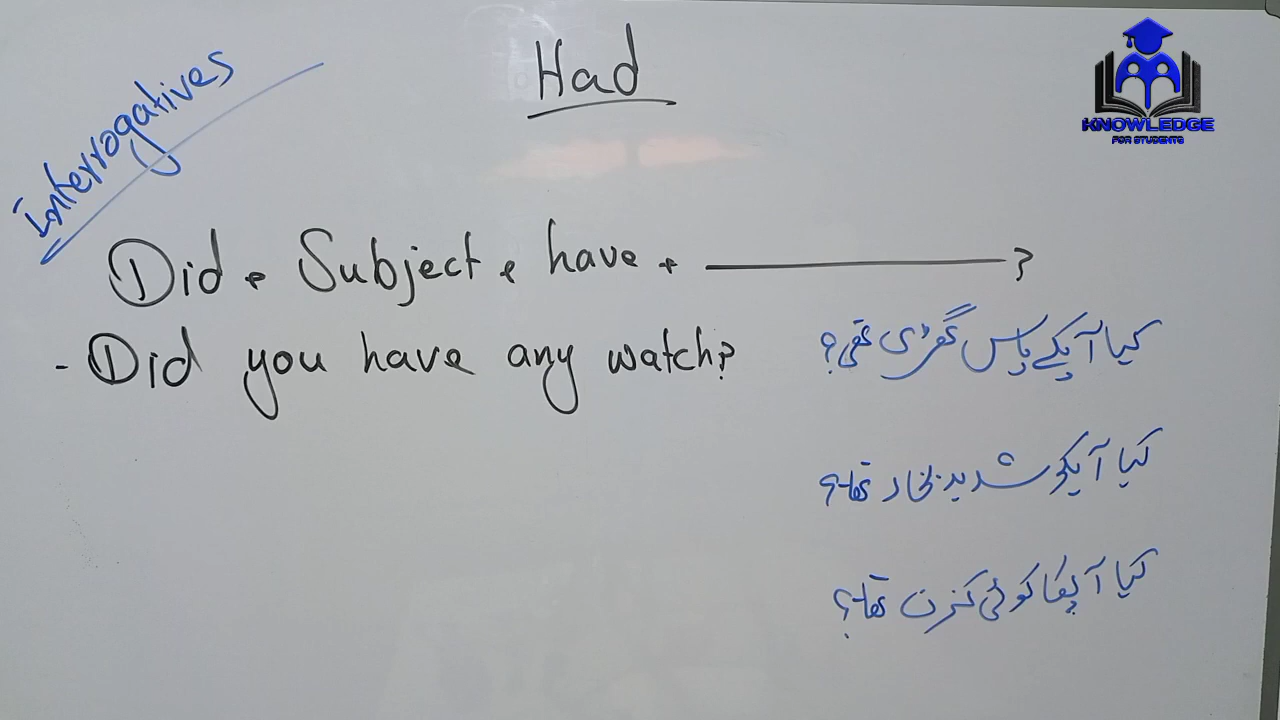 Had
KNOWLEDGE
FOR STUDENTS
Interrogatives
Did + Subject + have + ——————?
- Did you have any watch?
کیا آپکے پاس گھڑی تھی؟
کیا آپکو شدید بخار تھا؟
کیا آپکا کوئی کزن تھا؟